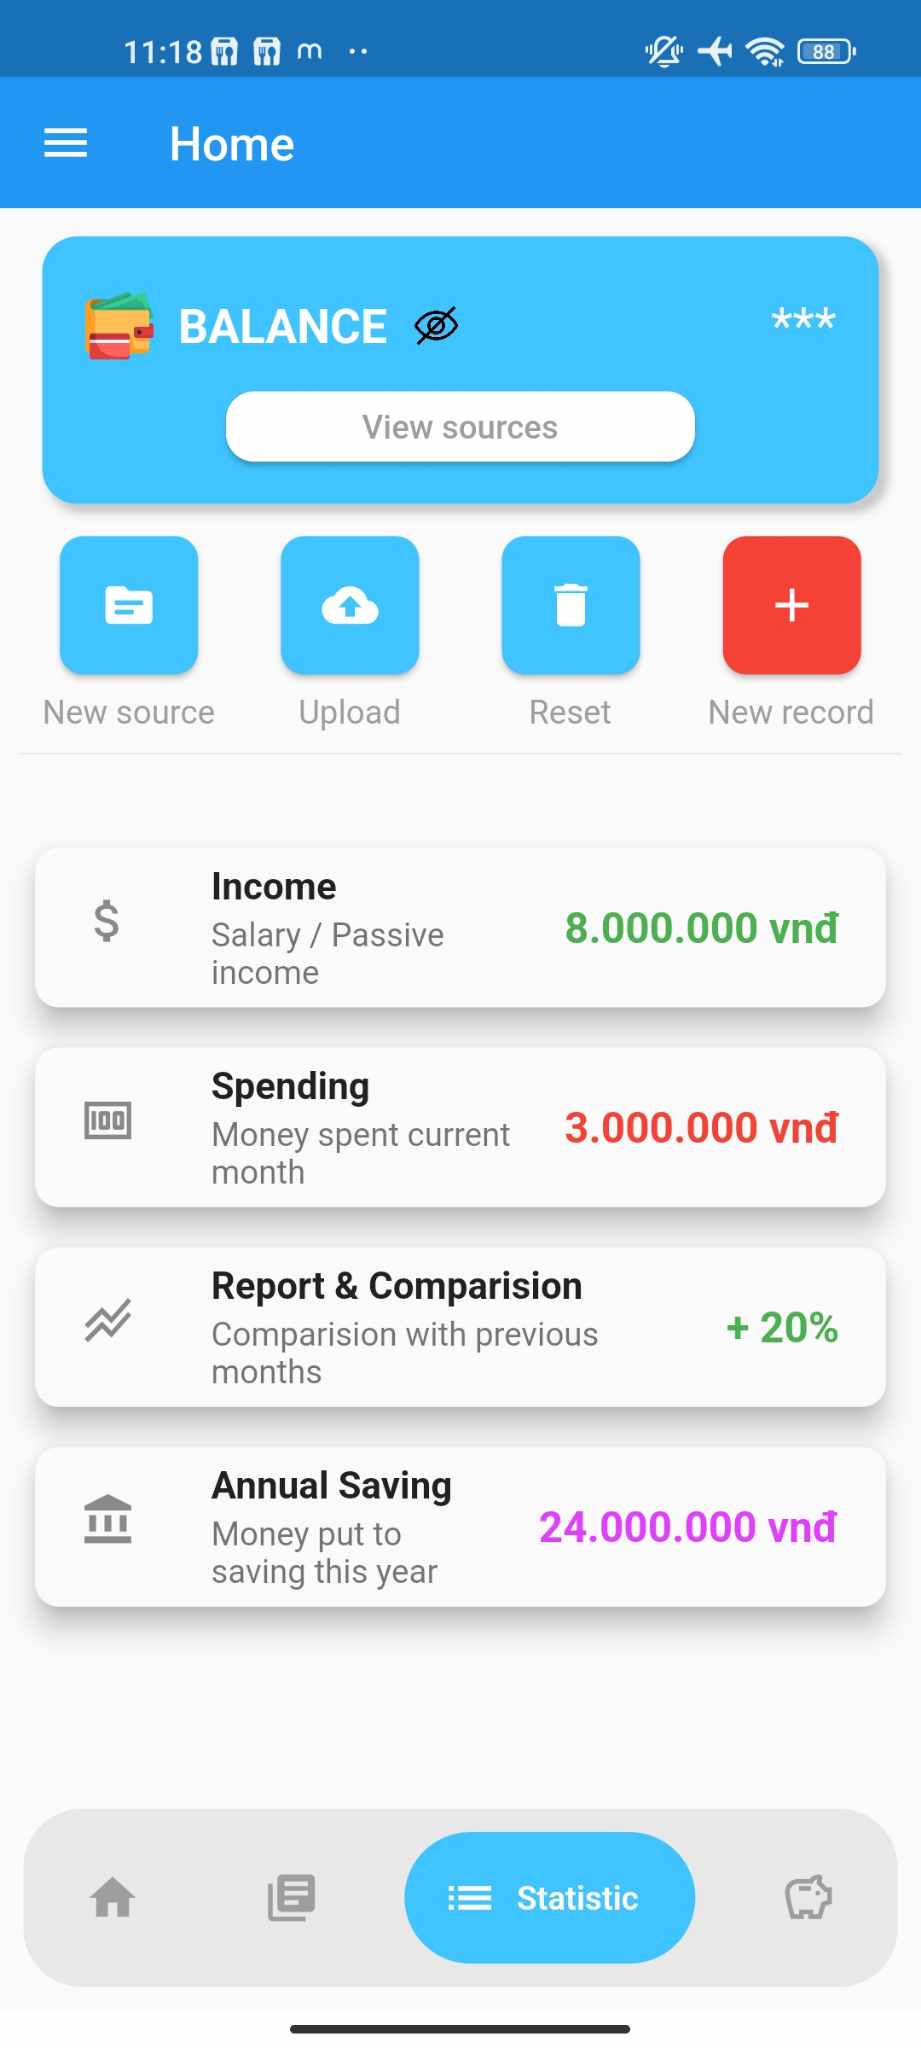 11:18
88
Home
BALANCE ***
View sources
New source Upload Reset New record
Income
Salary / Passive
income
8.000.000 vnđ
Spending
Money spent current
month
3.000.000 vnđ
Report & Comparision
Comparision with previous
months
+ 20%
Annual Saving
Money put to
saving this year
24.000.000 vnđ
Statistic